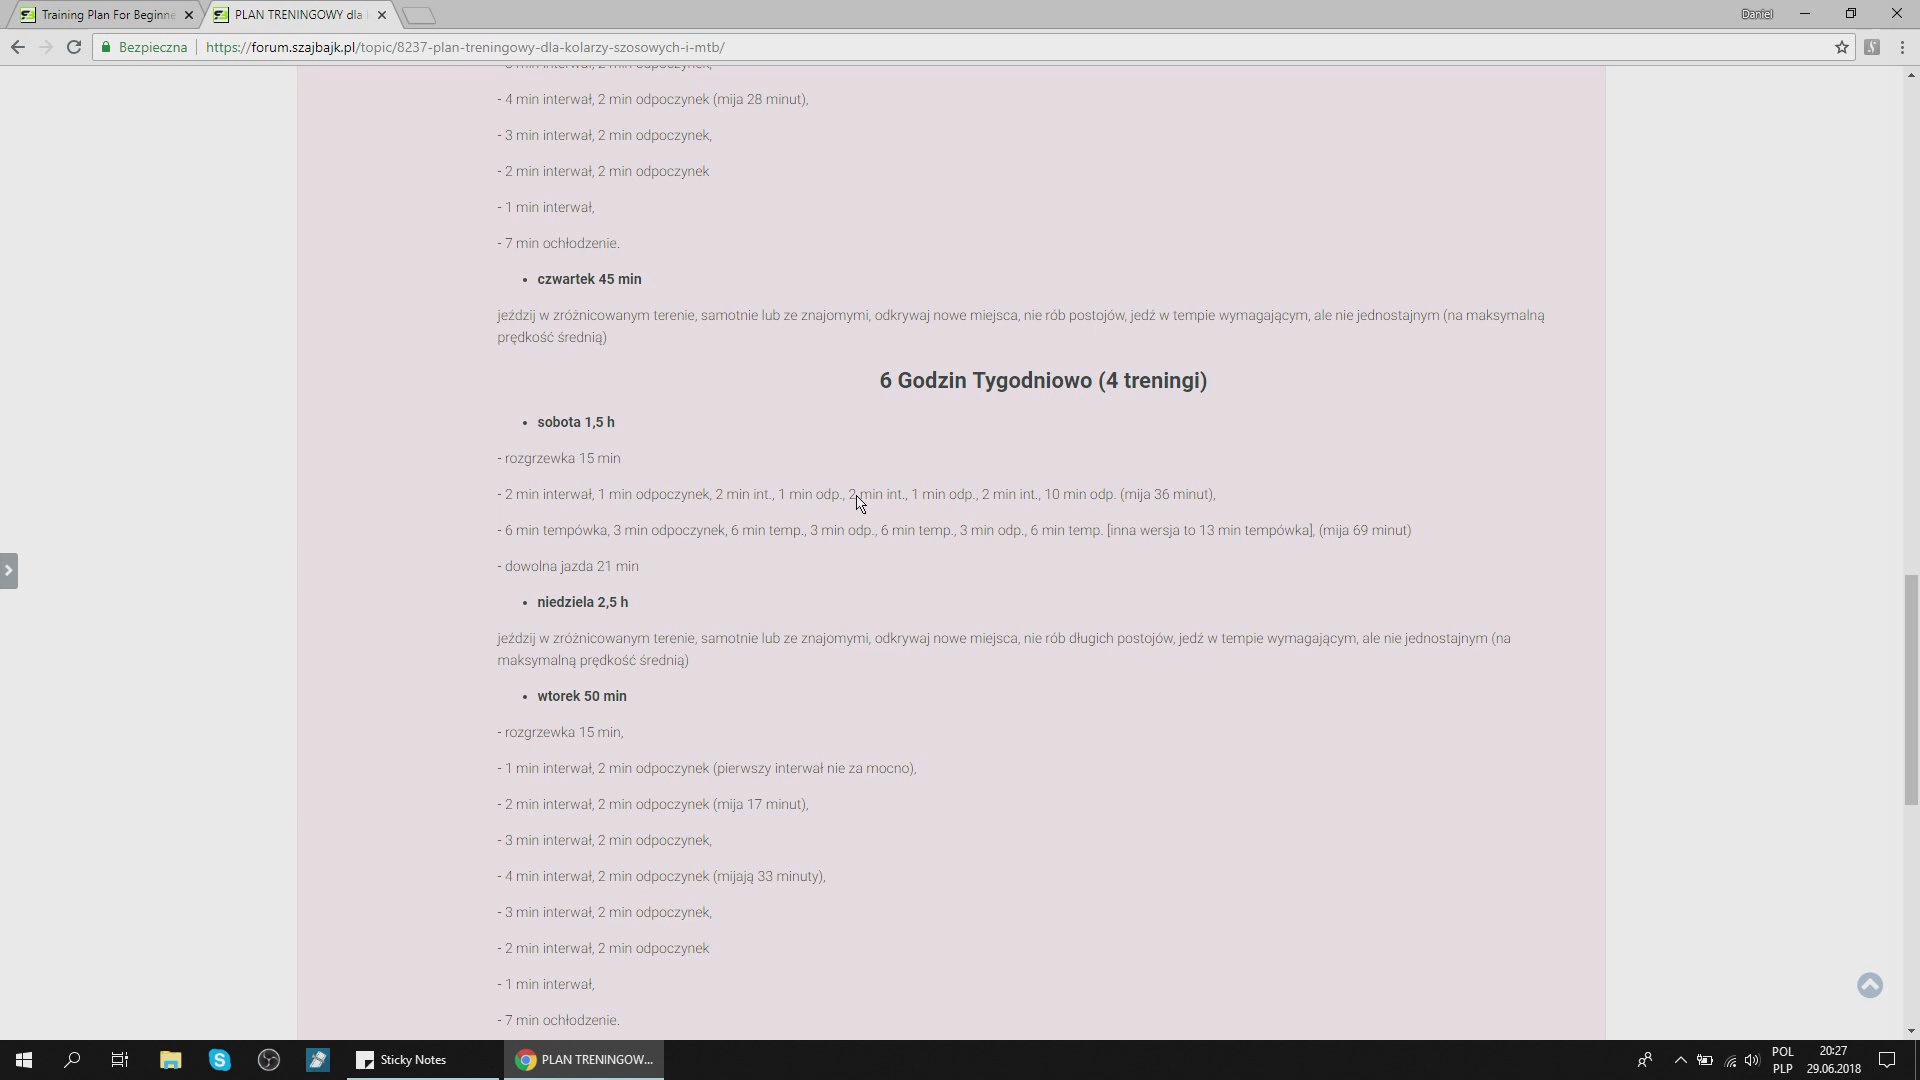 Training Plan For Beginne
PLAN TRENINGOWY dla
Daniel
Bezpieczna
https://forum.szajbajk.pl/topic/8237-plan-treningowy-dla-kolarzy-szosowych-i-mtb/
- 4 min interwał, 2 min odpoczynek (mija 28 minut),
- 3 min interwał, 2 min odpoczynek,
- 2 min interwał, 2 min odpoczynek
- 1 min interwał,
- 7 min ochłodzenie.
• czwartek 45 min
jeździj w zróżnicowanym terenie, samotnie lub ze znajomymi, odkrywaj nowe miejsca, nie rób postojów, jedź w tempie wymagającym, ale nie jednostajnym (na maksymalną
prędkość średnią)
6 Godzin Tygodniowo (4 treningi)
• sobota 1,5 h
- rozgrzewka 15 min
- 2 min interwał, 1 min odpoczynek, 2 min int., 1 min odp., 2 min int., 1 min odp., 2 min int., 10 min odp. (mija 36 minut),
- 6 min tempówka, 3 min odpoczynek, 6 min temp., 3 min odp., 6 min temp., 3 min odp., 6 min temp. [inna wersja to 13 min tempówka], (mija 69 minut)
- dowolna jazda 21 min
• niedziela 2,5 h
jeździj w zróżnicowanym terenie, samotnie lub ze znajomymi, odkrywaj nowe miejsca, nie rób długich postojów, jedź w tempie wymagającym, ale nie jednostajnym (na
maksymalną prędkość średnią)
• wtorek 50 min
- rozgrzewka 15 min,
- 1 min interwał, 2 min odpoczynek (pierwszy interwał nie za mocno),
- 2 min interwał, 2 min odpoczynek (mija 17 minut),
- 3 min interwał, 2 min odpoczynek,
- 4 min interwał, 2 min odpoczynek (mijają 33 minuty),
- 3 min interwał, 2 min odpoczynek,
- 2 min interwał, 2 min odpoczynek
- 1 min interwał,
- 7 min ochłodzenie.
Sticky Notes
PLAN TRENINGOW...
POL
PLP
20:27
29.06.2018